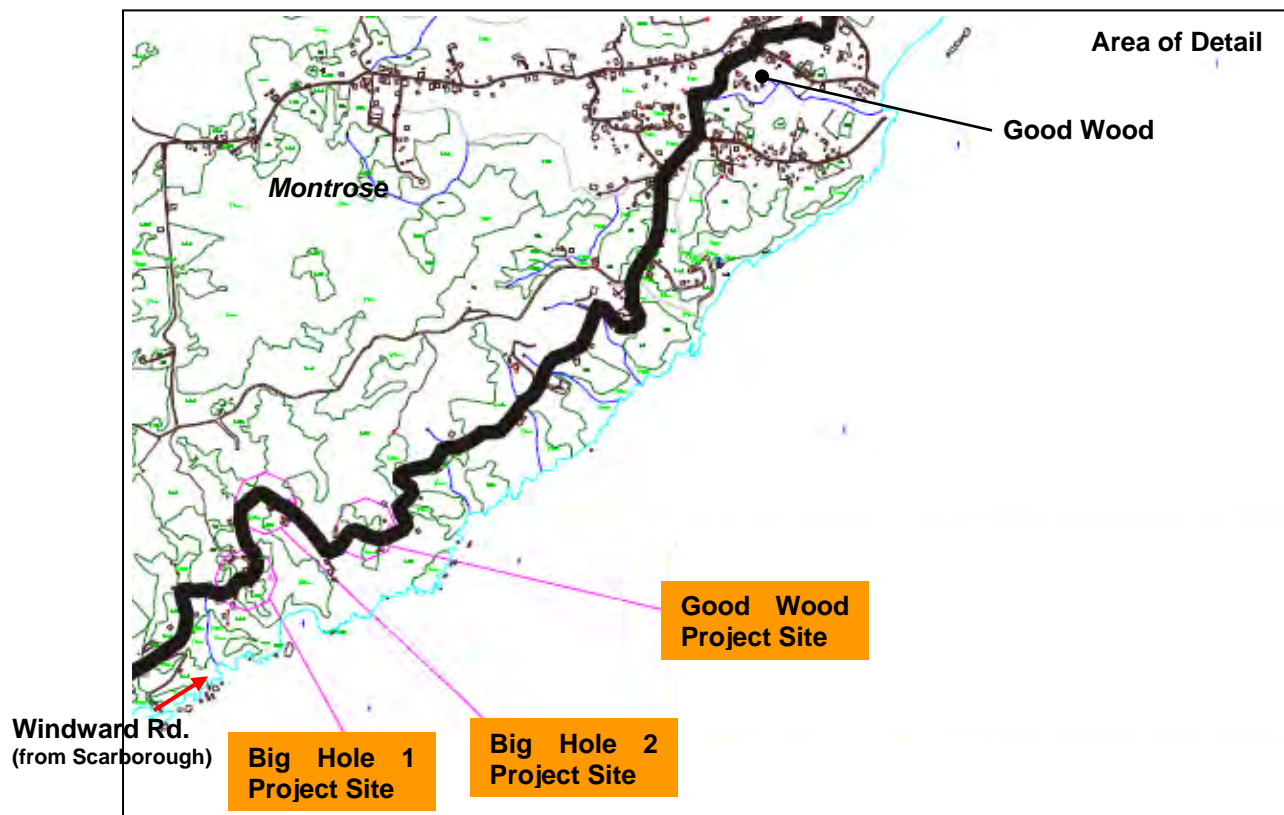 Area of Detail
Good Wood
Montrose
Good Wood
Project Site
Windward Rd.
(from Scarborough)
Big Hole 1
Project Site
Big Hole 2
Project Site